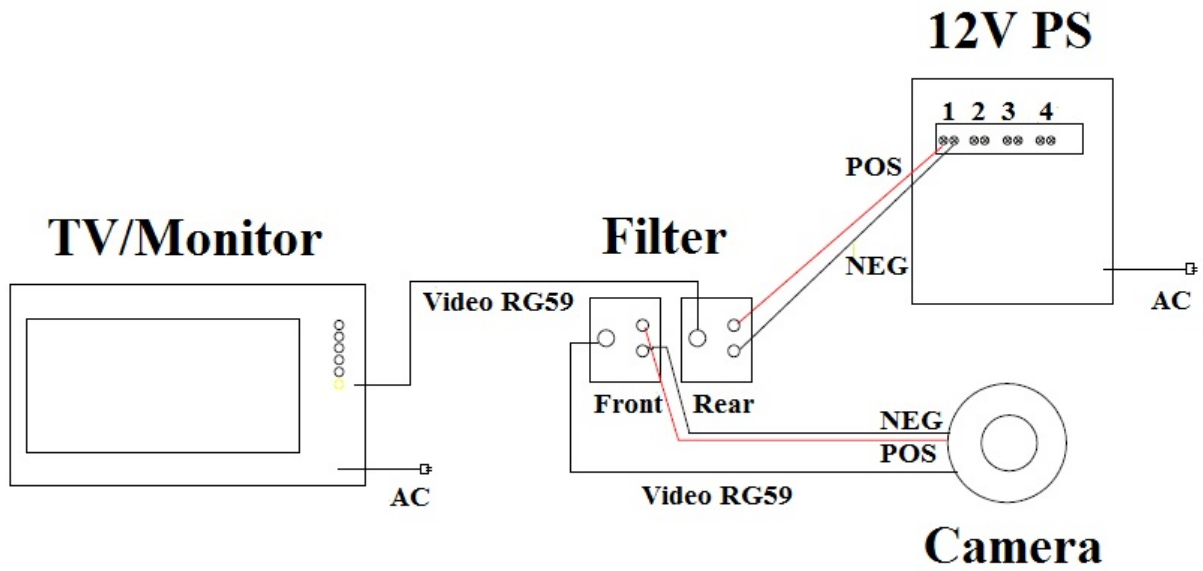 12V PS
1 2 3 4
POS
NEG
AC
TV/Monitor
Filter
Video RG59
Front Rear
NEG
POS
AC
Video RG59
Camera